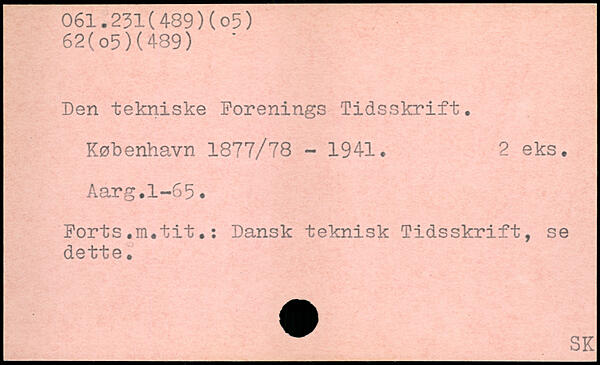 061.231(489)(o5)
62(o5)(489)
Den tekniske Forenings Tidsskrift.
København 1877/78 - 1941. 2 eks.
Aarg.1-65.
Forts.m.tit.: Dansk teknisk Tidsskrift, se
dette.
SK